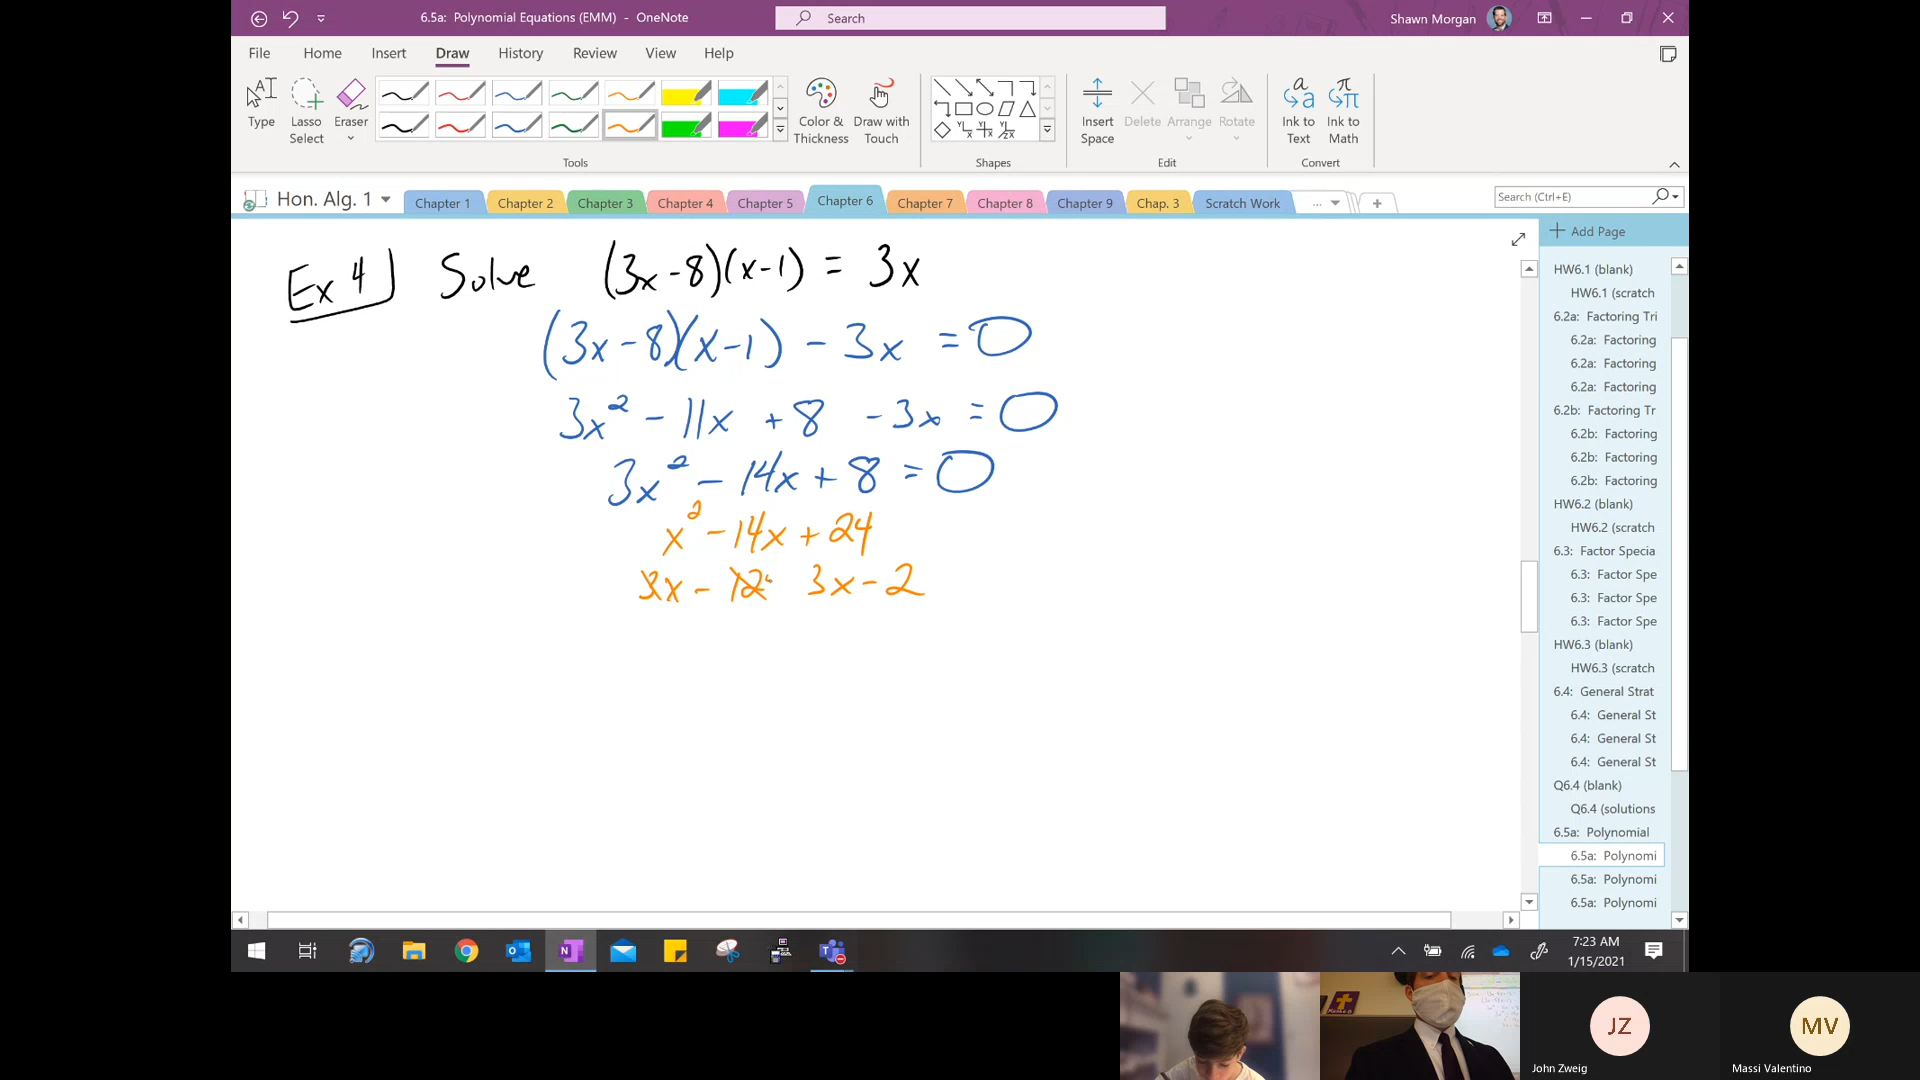 6.5a: Polynomial Equations (EMM) - OneNote
Search
Shawn Morgan
File Home Insert Draw History Review View Help
Type
Lasso Select
Eraser
Color & Thickness
Draw with Touch
Insert Space
Delete
Arrange
Rotate
Ink to Text
Ink to Math
Tools
Shapes
Edit
Convert
Hon. Alg. 1
Chapter 1 Chapter 2 Chapter 3 Chapter 4 Chapter 5 Chapter 6 Chapter 7 Chapter 8 Chapter 9 Chap. 3 Scratch Work ...
Search (Ctrl+E)
Ex 4 Solve (3x-8)(x-1) = 3x
(3x-8)(x-1) - 3x = 0
3x² - 11x + 8 - 3x = 0
3x² - 14x + 8 = 0
x² - 14x + 24
3x - 12 3x - 2
Add Page
HW6.1 (blank)
HW6.1 (scratch
6.2a: Factoring Tri
6.2a: Factoring
6.2a: Factoring
6.2a: Factoring
6.2b: Factoring Tr
6.2b: Factoring
6.2b: Factoring
6.2b: Factoring
HW6.2 (blank)
HW6.2 (scratch
6.3: Factor Specia
6.3: Factor Spe
6.3: Factor Spe
6.3: Factor Spe
HW6.3 (blank)
HW6.3 (scratch
6.4: General Strat
6.4: General St
6.4: General St
6.4: General St
Q6.4 (blank)
Q6.4 (solutions
6.5a: Polynomial
6.5a: Polynomi
6.5a: Polynomi
6.5a: Polynomi
7:23 AM
1/15/2021
JZ
John Zweig
MV
Massi Valentino